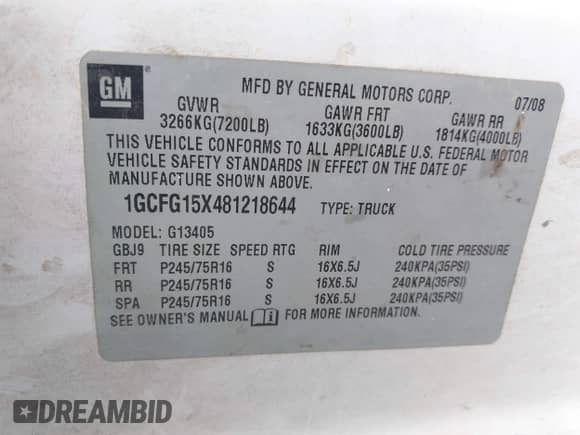 GM
MFD BY GENERAL MOTORS CORP. 07/08
GVWR GAWR FRT GAWR RR
3266KG(7200LB) 1633KG(3600LB) 1814KG(4000LB)
THIS VEHICLE CONFORMS TO ALL APPLICABLE U.S. FEDERAL MOTOR
VEHICLE SAFETY STANDARDS IN EFFECT ON THE DATE OF
MANUFACTURE SHOWN ABOVE.
1GCFG15X481218644 TYPE: TRUCK
MODEL: G13405
GBJ9 TIRE SIZE SPEED RTG RIM COLD TIRE PRESSURE
FRT P245/75R16 S 16X6.5J 240KPA(35PSI)
RR P245/75R16 S 16X6.5J 240KPA(35PSI)
SPA P245/75R16 S 16X6.5J 240KPA(35PSI)
SEE OWNER'S MANUAL FOR MORE INFORMATION.
DREAMBID